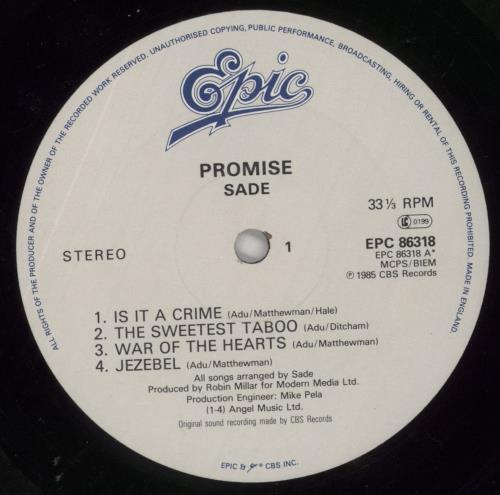 ALL RIGHTS OF THE PRODUCER AND OF THE OWNER OF THE RECORDED WORK RESERVED. UNAUTHORISED COPYING, PUBLIC PERFORMANCE, BROADCASTING, HIRING OR RENTAL OF THIS RECORDING PROHIBITED. MADE IN ENGLAND.
Epic
PROMISE
SADE
33⅓ RPM
LC 0199
STEREO
1
EPC 86318
EPC 86318 A*
MCPS/BIEM
℗ 1985 CBS Records
1. IS IT A CRIME (Adu/Matthewman/Hale)
2. THE SWEETEST TABOO (Adu/Ditcham)
3. WAR OF THE HEARTS (Adu/Matthewman)
4. JEZEBEL (Adu/Matthewman)
All songs arranged by Sade
Produced by Robin Millar for Modern Media Ltd.
Production Engineer: Mike Pela
(1-4) Angel Music Ltd.
Original sound recording made by CBS Records
EPIC & ® CBS INC.